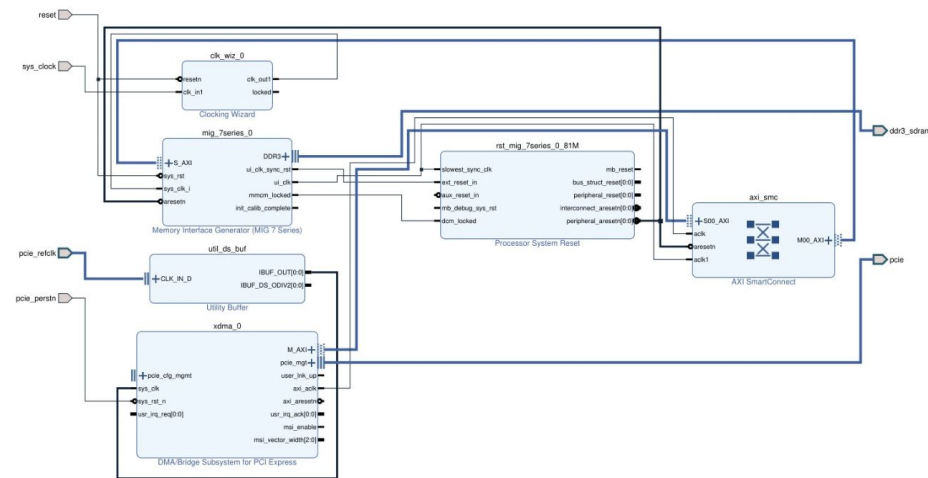 reset
sys_clock
clk_wiz_0
resetn
clk_in1
clk_out1
locked
Clocking Wizard
mig_7series_0
S_AXI
sys_rst
sys_clk_i
aresetn
DDR3
ui_clk_sync_rst
ui_clk
mmcm_locked
init_calib_complete
Memory Interface Generator (MIG 7 Series)
rst_mig_7series_0_81M
slowest_sync_clk
ext_reset_in
aux_reset_in
mb_debug_sys_rst
dcm_locked
mb_reset
bus_struct_reset[0:0]
peripheral_reset[0:0]
interconnect_aresetn[0:0]
peripheral_aresetn[0:0]
Processor System Reset
axi_smc
S00_AXI
aclk
aresetn
aclk1
M00_AXI
AXI SmartConnect
ddr3_sdram
pcie
pcie_refclk
util_ds_buf
CLK_IN_D
IBUF_OUT[0:0]
IBUF_DS_ODIV2[0:0]
Utility Buffer
pcie_perstn
xdma_0
pcie_cfg_mgmt
sys_clk
sys_rst_n
usr_irq_req[0:0]
M_AXI
pcie_mgt
user_lnk_up
axi_aclk
axi_aresetn
usr_irq_ack[0:0]
msi_enable
msi_vector_width[2:0]
DMA/Bridge Subsystem for PCI Express